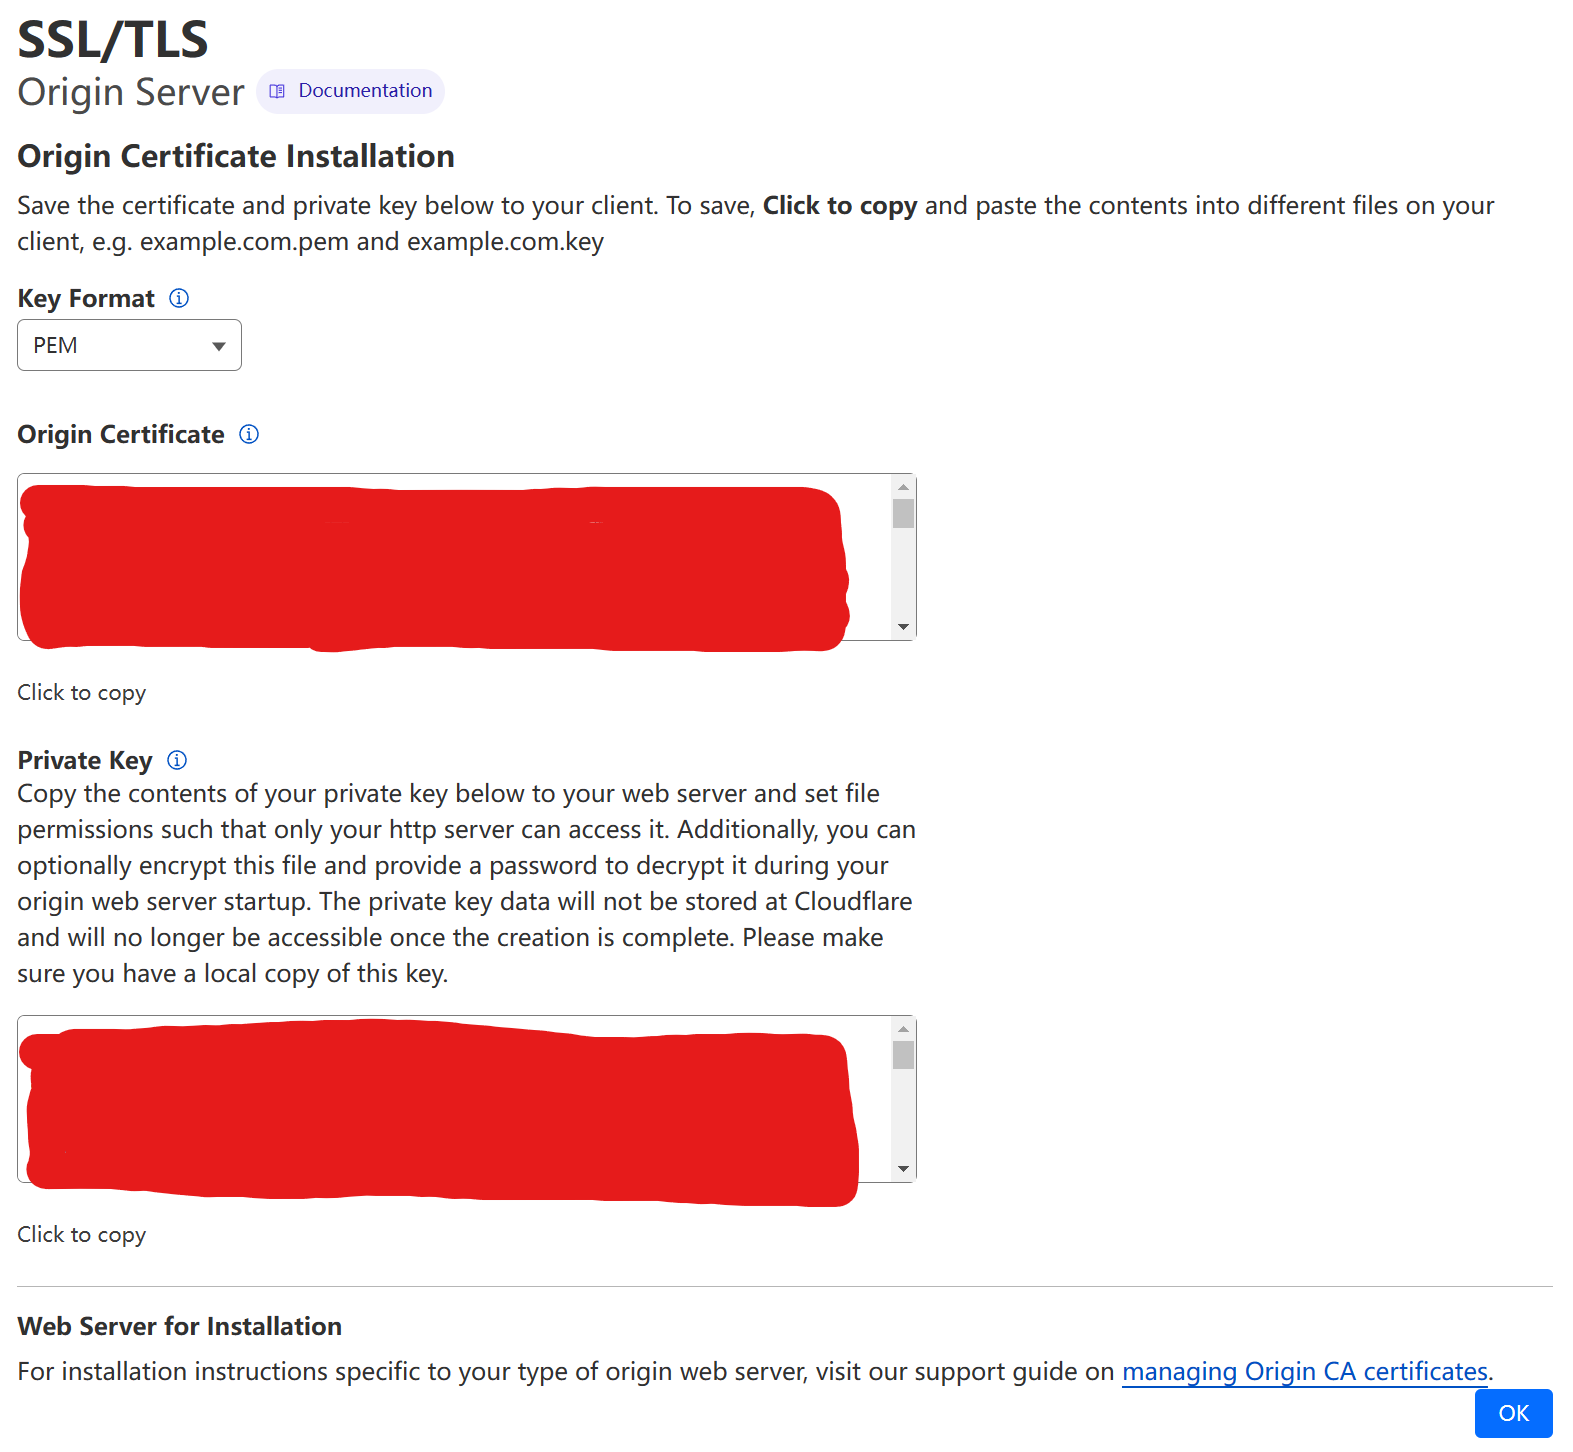 SSL/TLS
Origin Server Documentation
Origin Certificate Installation
Save the certificate and private key below to your client. To save, Click to copy and paste the contents into different files on your
client, e.g. example.com.pem and example.com.key
Key Format
PEM
Origin Certificate
Click to copy
Private Key
Copy the contents of your private key below to your web server and set file
permissions such that only your http server can access it. Additionally, you can
optionally encrypt this file and provide a password to decrypt it during your
origin web server startup. The private key data will not be stored at Cloudflare
and will no longer be accessible once the creation is complete. Please make
sure you have a local copy of this key.
Click to copy
Web Server for Installation
For installation instructions specific to your type of origin web server, visit our support guide on managing Origin CA certificates.
OK